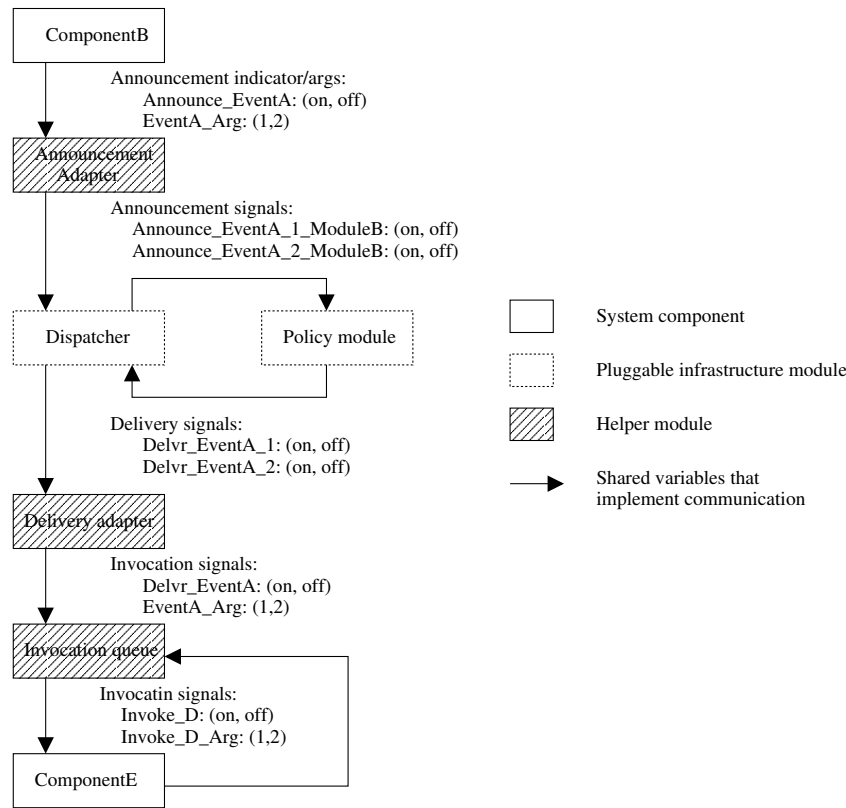 ComponentB
Announcement indicator/args:
Announce_EventA: (on, off)
EventA_Arg: (1,2)
Announcement
Adapter
Announcement signals:
Announce_EventA_1_ModuleB: (on, off)
Announce_EventA_2_ModuleB: (on, off)
Dispatcher
Policy module
Delivery signals:
Delvr_EventA_1: (on, off)
Delvr_EventA_2: (on, off)
Delivery adapter
Invocation signals:
Delvr_EventA: (on, off)
EventA_Arg: (1,2)
Invocation queue
Invocatin signals:
Invoke_D: (on, off)
Invoke_D_Arg: (1,2)
ComponentE
System component
Pluggable infrastructure module
Helper module
Shared variables that
implement communication